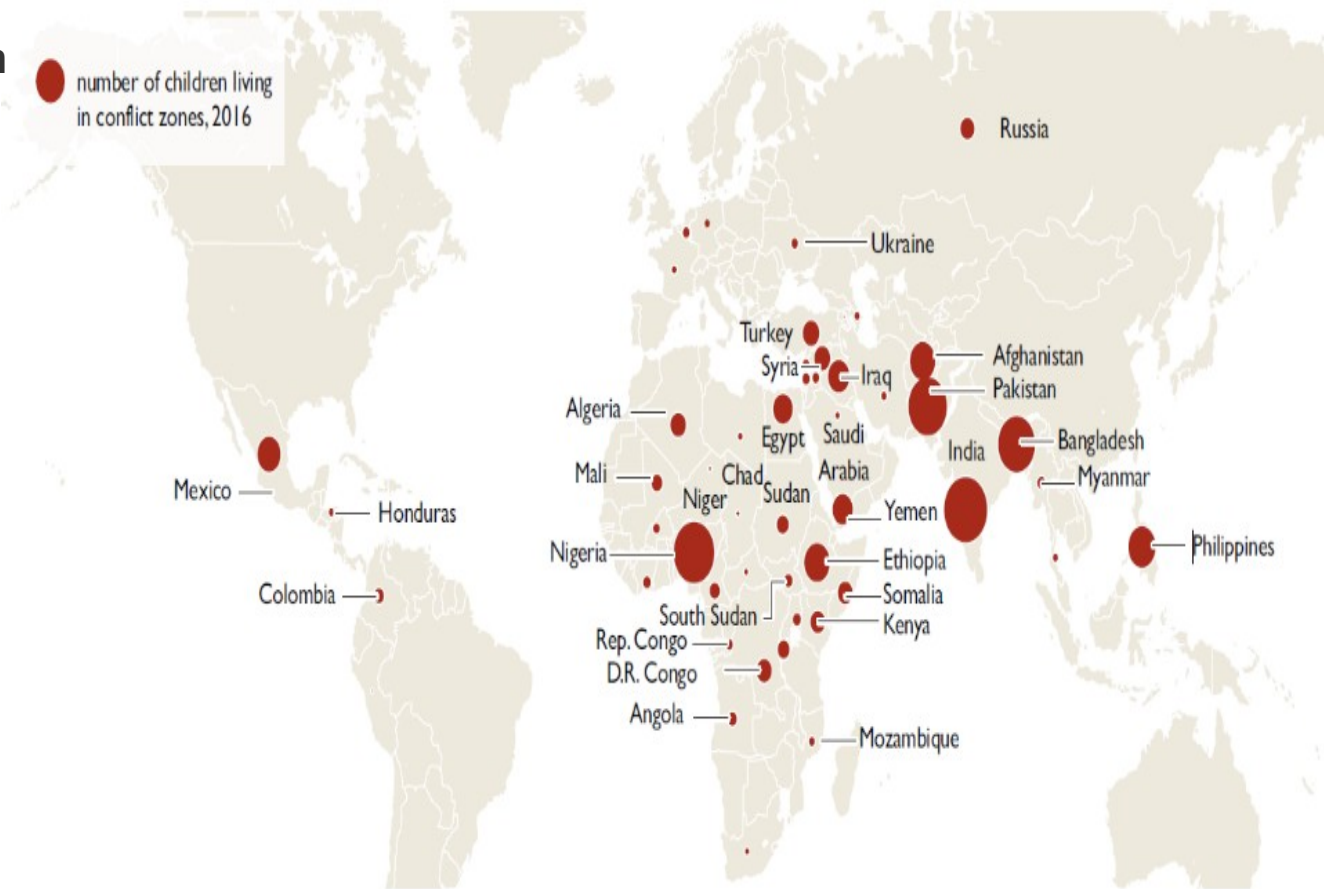 number of children living
in conflict zones, 2016
Russia
Ukraine
Turkey
Syria
Iraq
Afghanistan
Pakistan
Algeria
Egypt
Saudi
Arabia
India
Bangladesh
Myanmar
Mali
Niger
Chad
Sudan
Yemen
Mexico
Honduras
Nigeria
Ethiopia
Philippines
Colombia
South Sudan
Somalia
Kenya
Rep. Congo
D.R. Congo
Angola
Mozambique